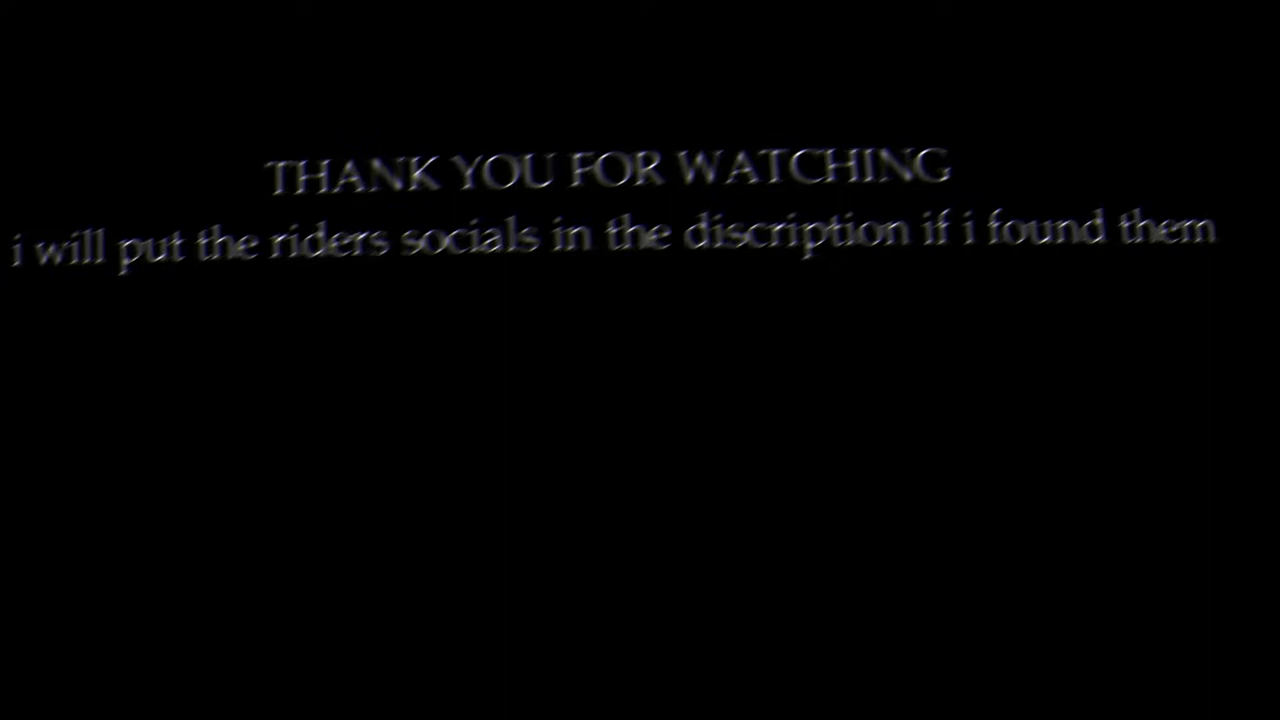 THANK YOU FOR WATCHING
i will put the riders socials in the discription if i found them